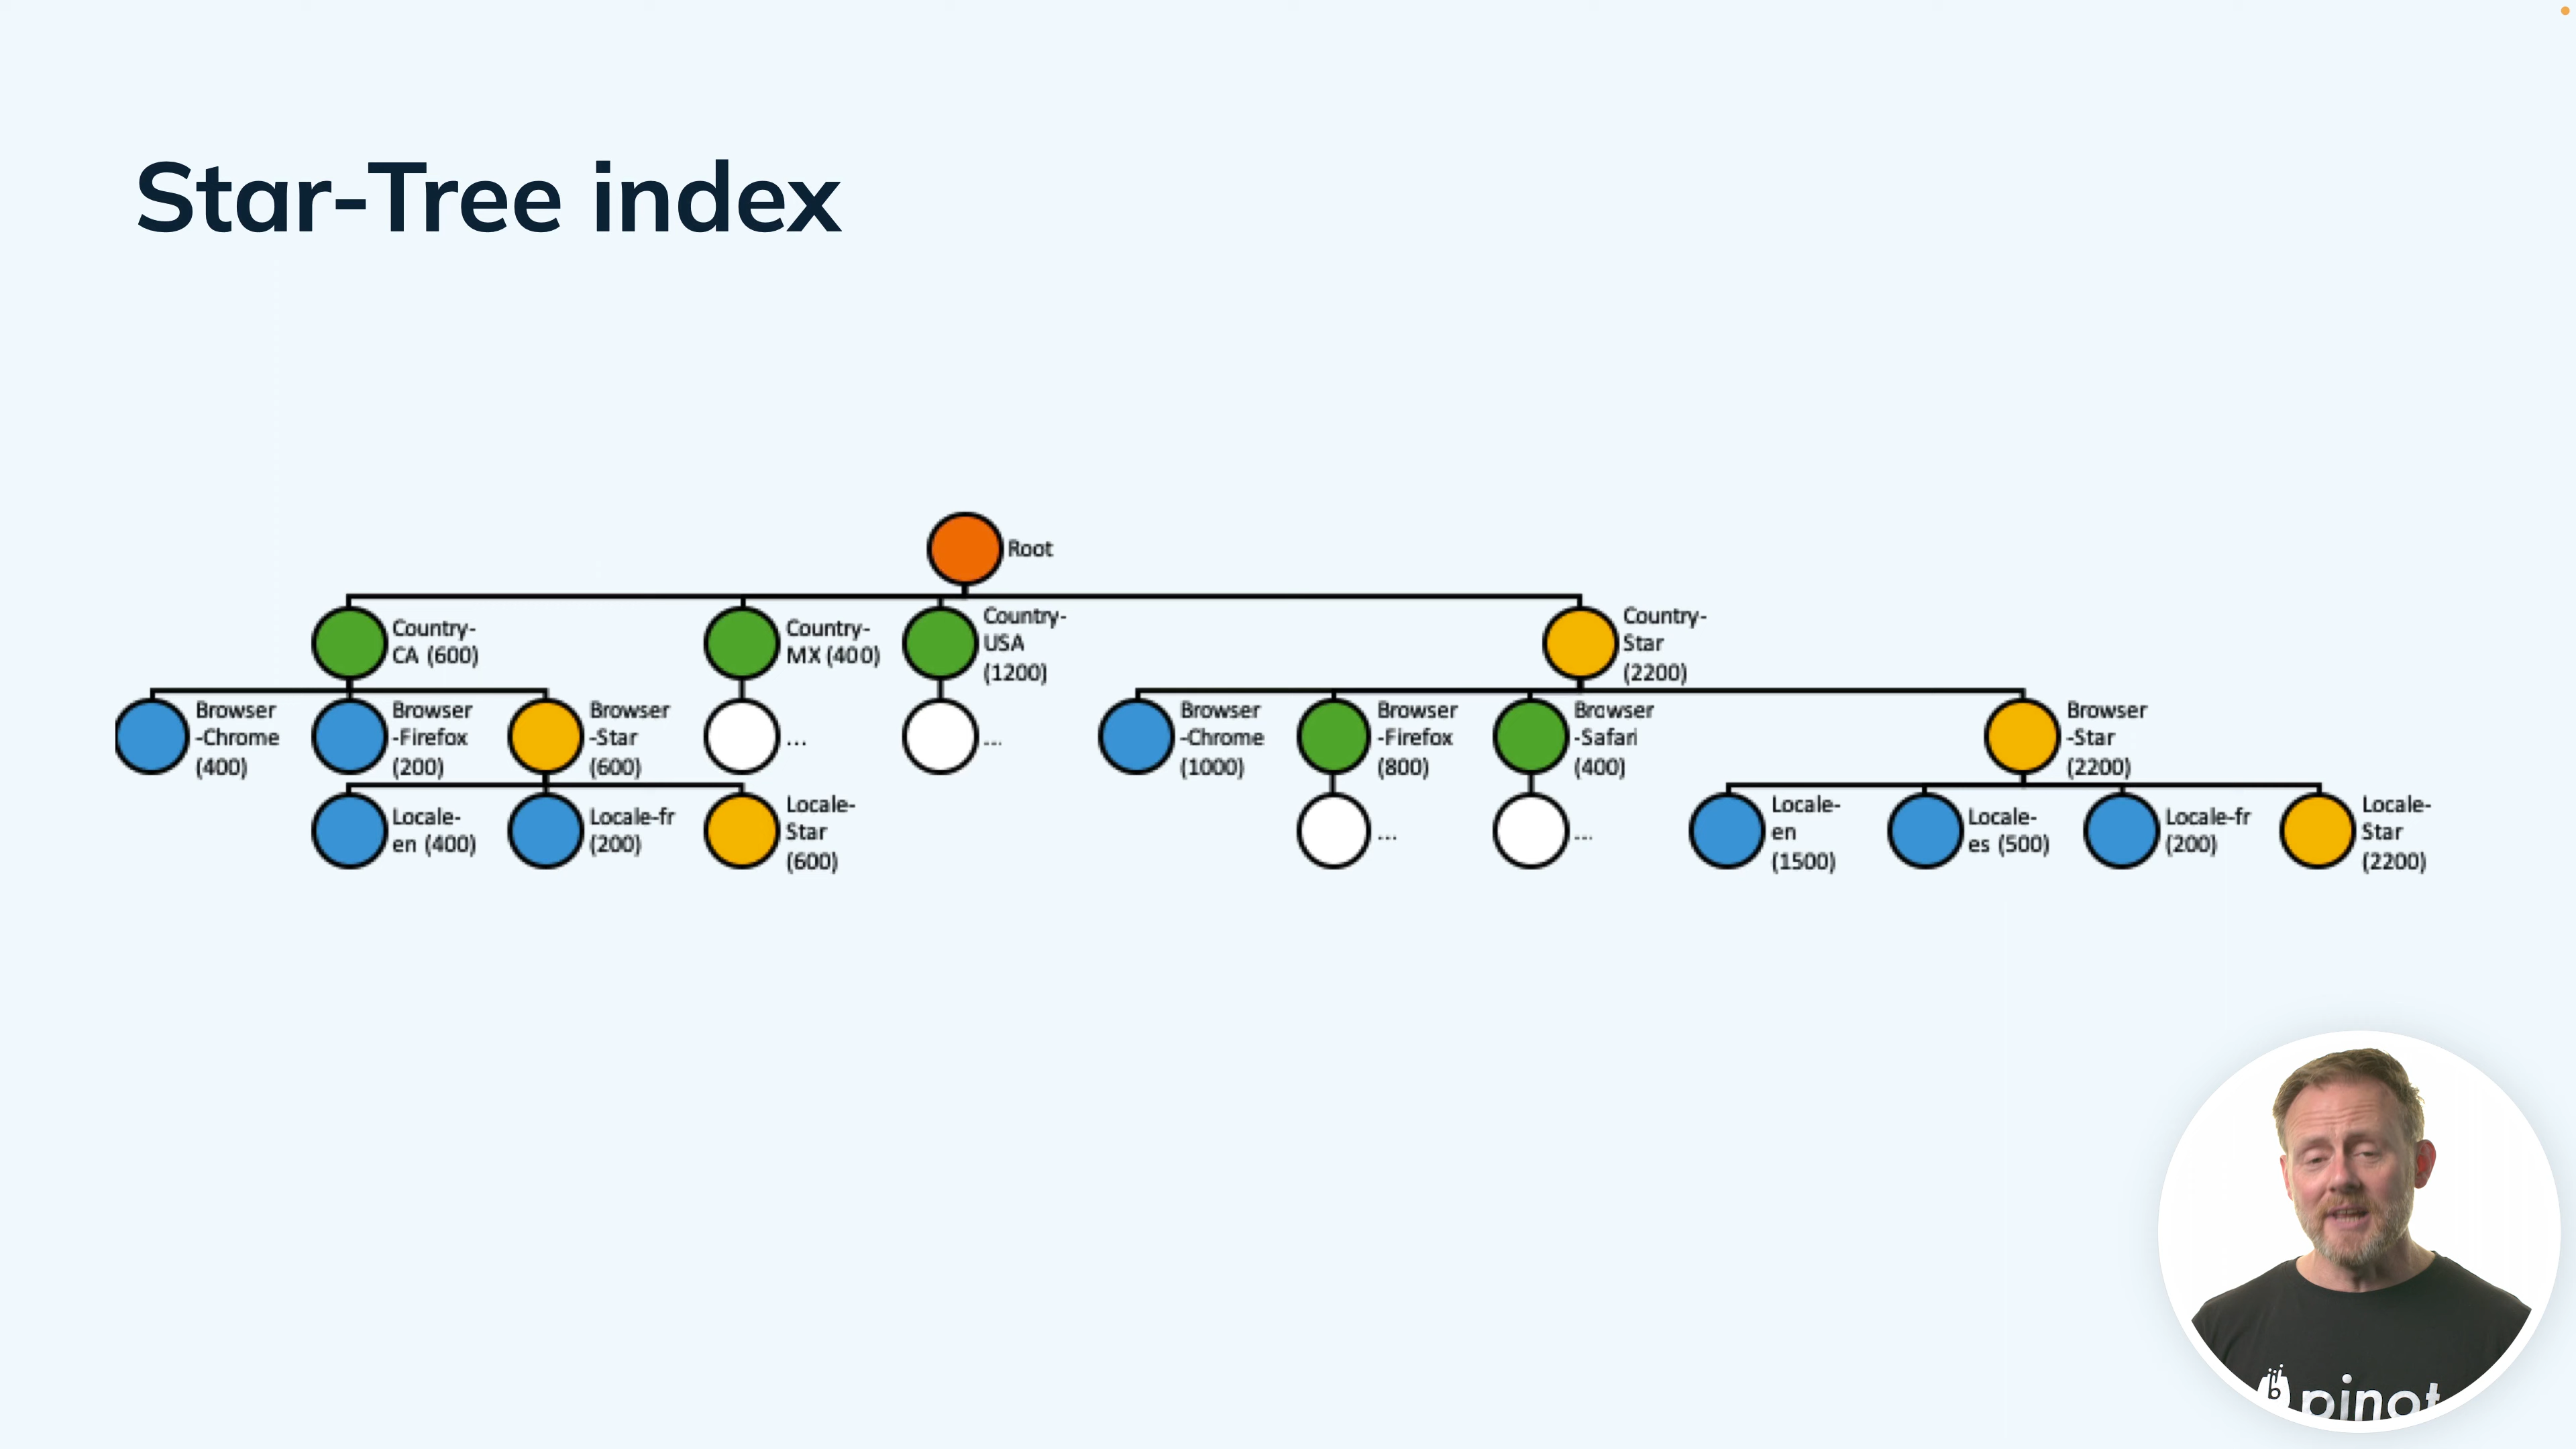 Star-Tree index
Root
Country-
CA (600)
Country-
MX (400)
Country-
USA
(1200)
Country-
Star
(2200)
Browser
-Chrome
(400)
Browser
-Firefox
(200)
Browser
-Star
(600)
...
...
Browser
-Chrome
(1000)
Browser
-Firefox
(800)
Browser
-Safari
(400)
Browser
-Star
(2200)
Locale-
en (400)
Locale-fr
(200)
Locale-
Star
(600)
...
...
Locale-
en
(1500)
Locale-
es (500)
Locale-fr
(200)
Locale-
Star
(2200)
pinot